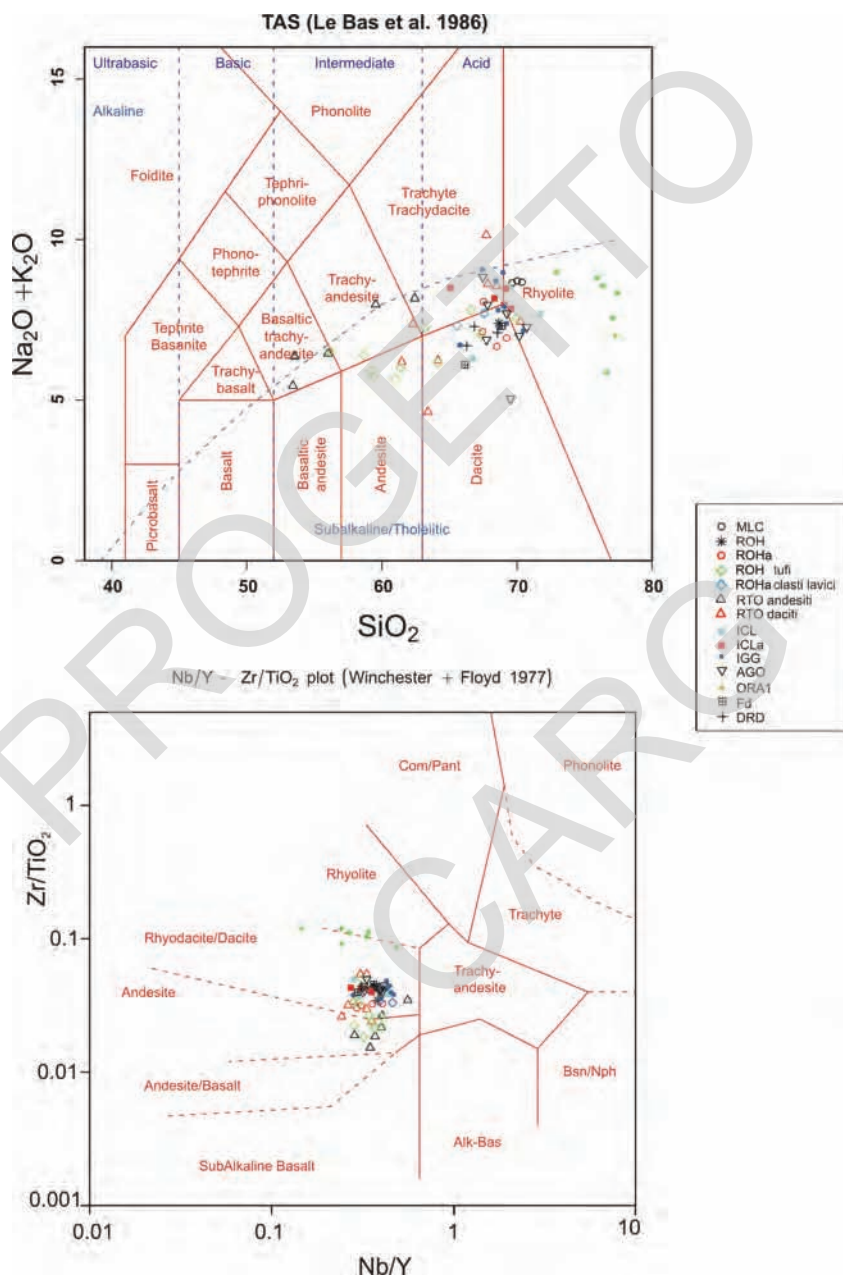 TAS (Le Bas et al. 1986)
Ultrabasic
Basic
Intermediate
Acid
Alkaline
Phonolite
Foidite
Tephri-
phonolite
Trachyte
Trachydacite
Phono-
tephrite
Trachy-
andesite
Rhyolite
Tephrite
Basanite
Basaltic
trachy-
andesite
Trachy-
basalt
Picrobasalt
Basalt
Basaltic
andesite
Andesite
Dacite
Subalkaline/Tholeiitic
Na2O+K2O
0
5
10
15
40
50
60
70
80
SiO2
MLC
ROH
ROHa
ROH tufi
ROHa clasti lavici
RTO andesiti
RTO daciti
ICL
ICLa
IGG
AGO
ORA1
Fd
DRD
Nb/Y - Zr/TiO2 plot (Winchester + Floyd 1977)
Com/Pant
Phonolite
Rhyolite
Trachyte
Rhyodacite/Dacite
Trachy-
andesite
Andesite
Andesite/Basalt
Bsn/Nph
Alk-Bas
SubAlkaline Basalt
Zr/TiO2
1
0.1
0.01
0.001
0.01
0.1
1
10
Nb/Y
PROGETTO
CARG